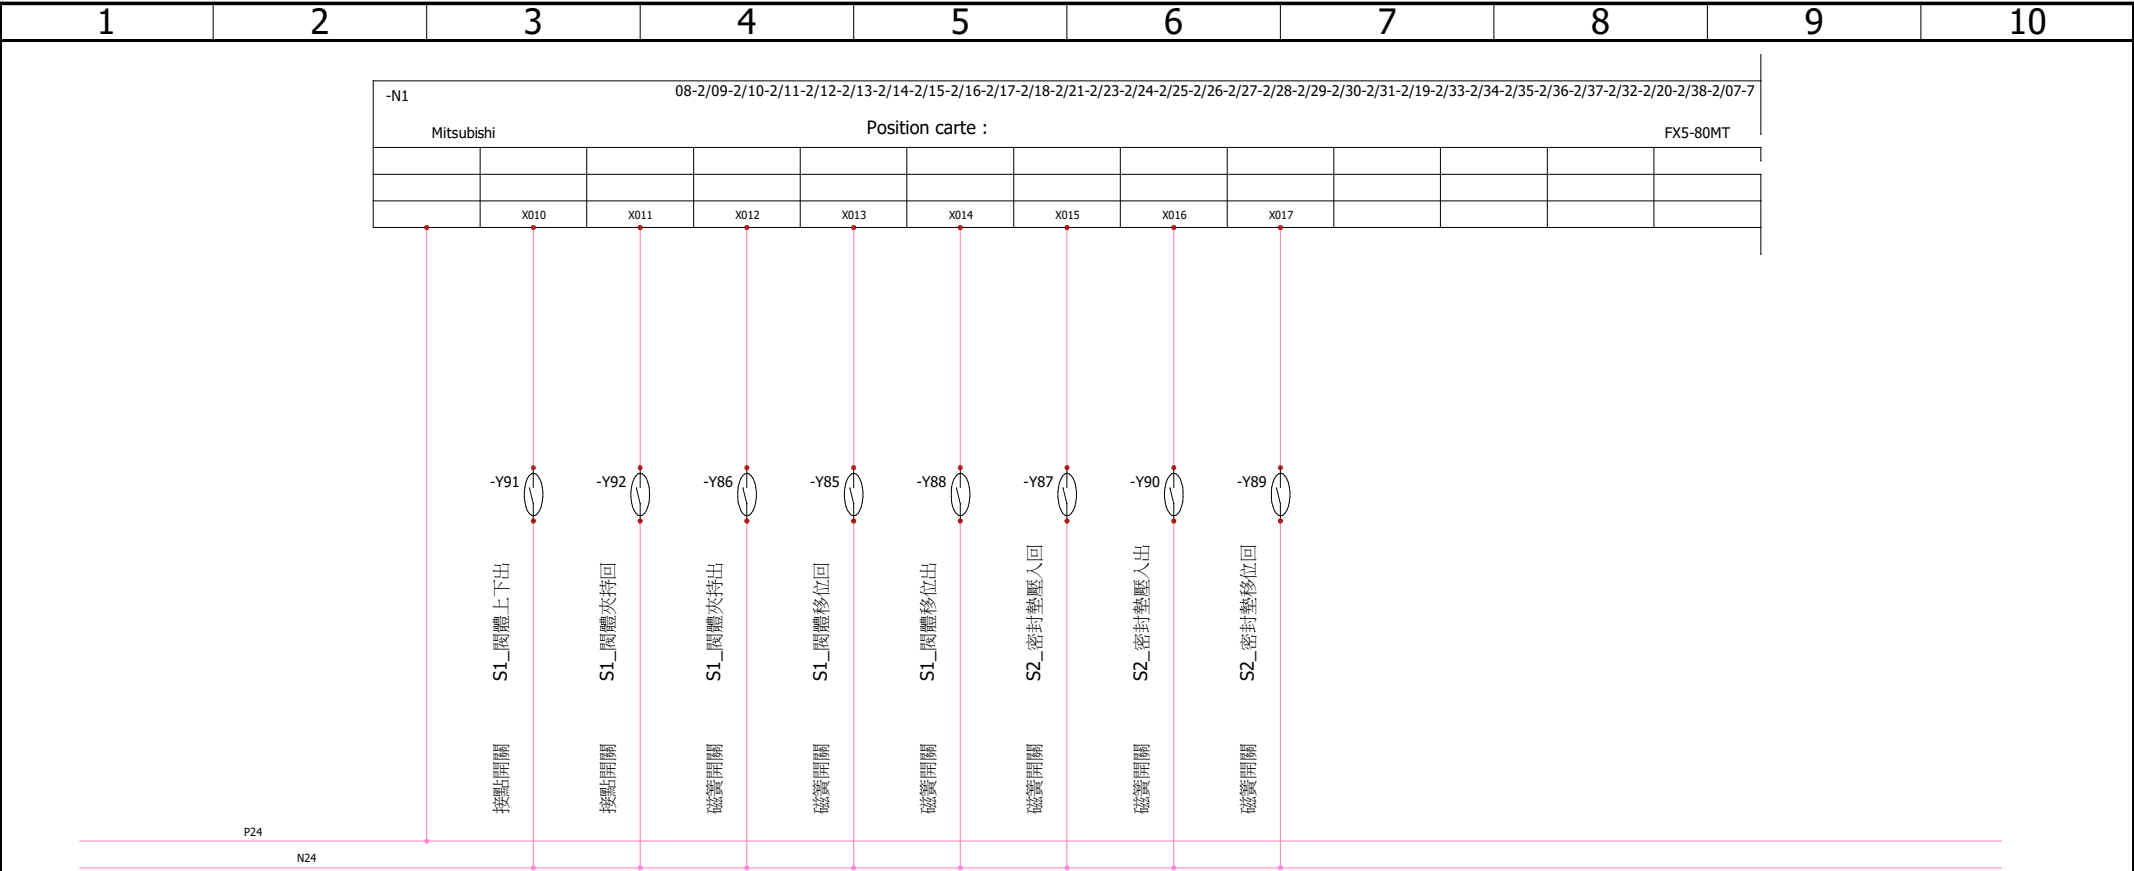 1 2 3 4 5 6 7 8 9 10
-N1 08-2/09-2/10-2/11-2/12-2/13-2/14-2/15-2/16-2/17-2/18-2/21-2/23-2/24-2/25-2/26-2/27-2/28-2/29-2/30-2/31-2/19-2/33-2/34-2/35-2/36-2/37-2/32-2/20-2/38-2/07-7
Mitsubishi Position carte : FX5-80MT
X010 X011 X012 X013 X014 X015 X016 X017
-Y91 -Y92 -Y86 -Y85 -Y88 -Y87 -Y90 -Y89
接點開關 S1_閥體上下出
接點開關 S1_閥體夾持回
磁簧開關 S1_閥體夾持出
磁簧開關 S1_閥體移位回
磁簧開關 S1_閥體移位出
磁簧開關 S2_密封墊壓入回
磁簧開關 S2_密封墊壓入出
磁簧開關 S2_密封墊移位回
P24
N24